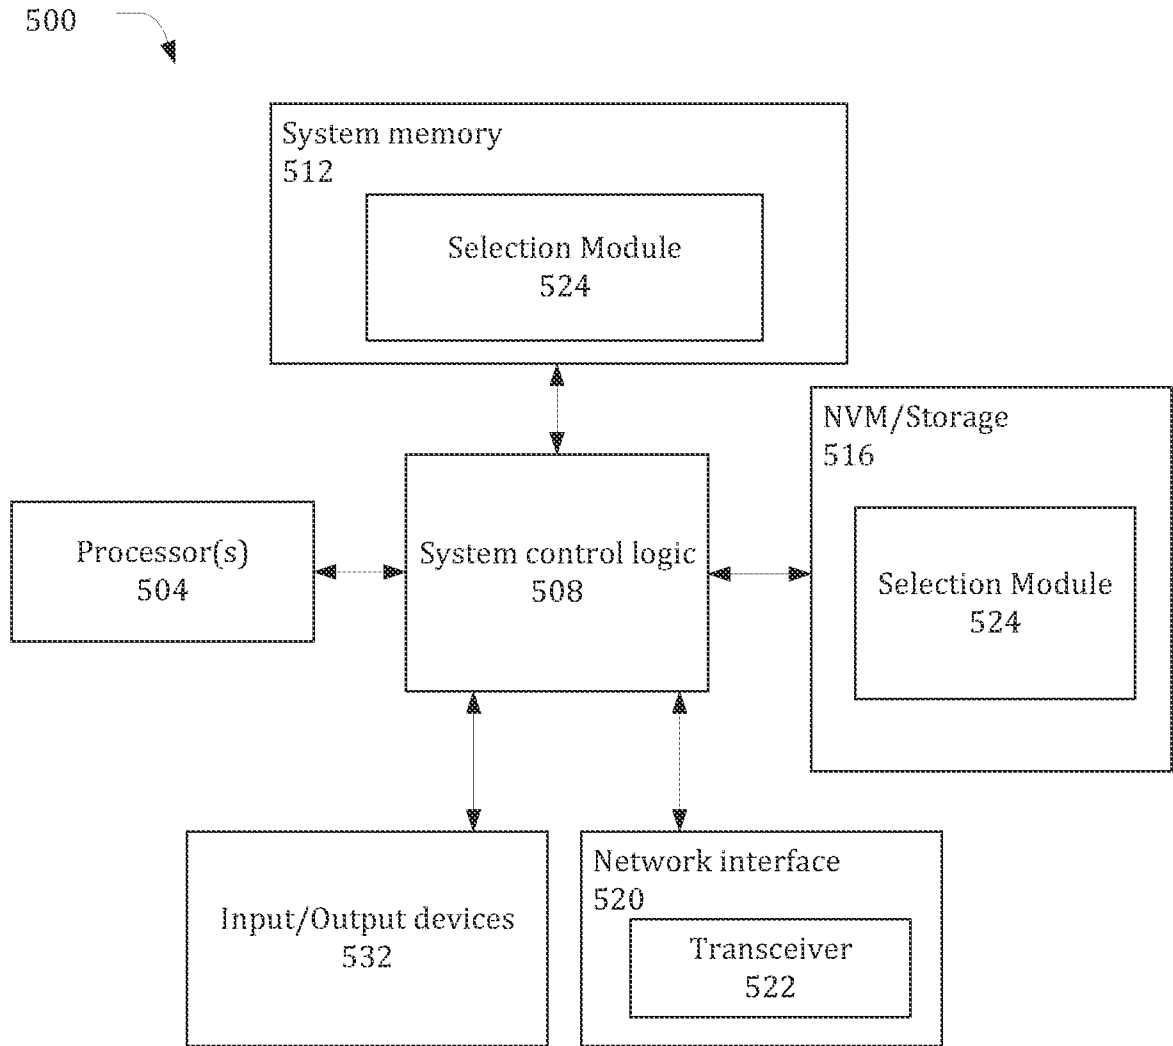 500
System memory
512
Selection Module
524
NVM/Storage
516
Selection Module
524
Processor(s)
504
System control logic
508
Input/Output devices
532
Network interface
520
Transceiver
522